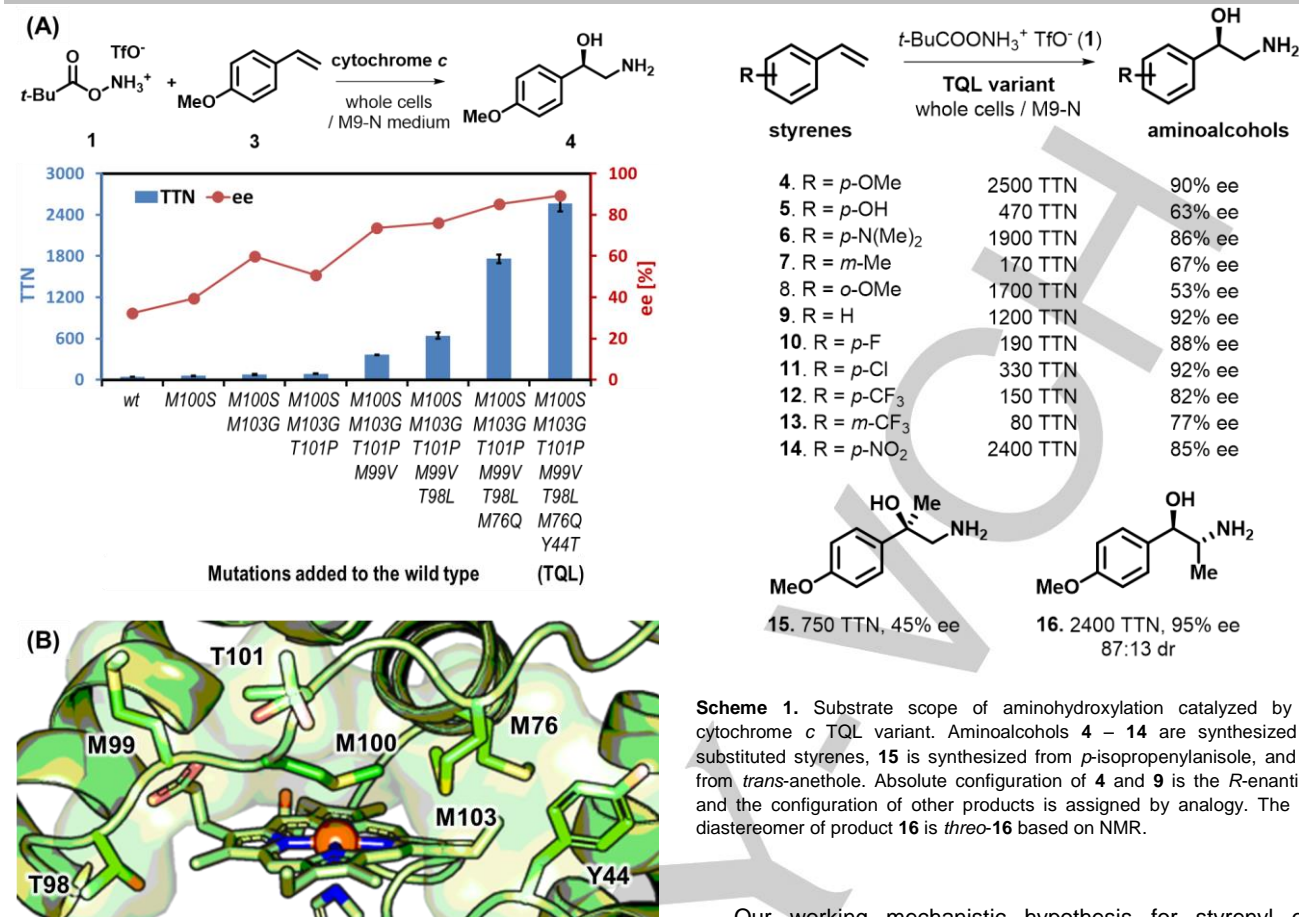 (A)
TfO⁻
t-Bu O O NH₃⁺ + MeO cytochrome c OH NH₂ MeO
whole cells
/ M9-N medium
1 3 4
TTN ee
3000 100
2400 80
1800 60
1200 40
600 20
0 0
TTN
ee [%]
wt M100S M100S M100S M100S M100S M100S M100S
M103G M103G M103G M103G M103G M103G
T101P T101P T101P T101P T101P
M99V M99V M99V M99V
T98L T98L T98L
M76Q M76Q
Y44T
Mutations added to the wild type (TQL)
(B)
T101
M76
M99
M100
M103
T98
Y44
R t-BuCOONH₃⁺ TfO⁻ (1) OH NH₂ R
TQL variant
whole cells / M9-N
styrenes aminoalcohols
4. R = p-OMe 2500 TTN 90% ee
5. R = p-OH 470 TTN 63% ee
6. R = p-N(Me)₂ 1900 TTN 86% ee
7. R = m-Me 170 TTN 67% ee
8. R = o-OMe 1700 TTN 53% ee
9. R = H 1200 TTN 92% ee
10. R = p-F 190 TTN 88% ee
11. R = p-Cl 330 TTN 92% ee
12. R = p-CF₃ 150 TTN 82% ee
13. R = m-CF₃ 80 TTN 77% ee
14. R = p-NO₂ 2400 TTN 85% ee
HO Me NH₂ MeO
OH NH₂ Me MeO
15. 750 TTN, 45% ee 16. 2400 TTN, 95% ee
87:13 dr
Scheme 1. Substrate scope of aminohydroxylation catalyzed by
cytochrome c TQL variant. Aminoalcohols 4 – 14 are synthesized
substituted styrenes, 15 is synthesized from p-isopropenylanisole, and
from trans-anethole. Absolute configuration of 4 and 9 is the R-enanti
and the configuration of other products is assigned by analogy. The
diastereomer of product 16 is threo-16 based on NMR.
Our working mechanistic hypothesis for styrenyl